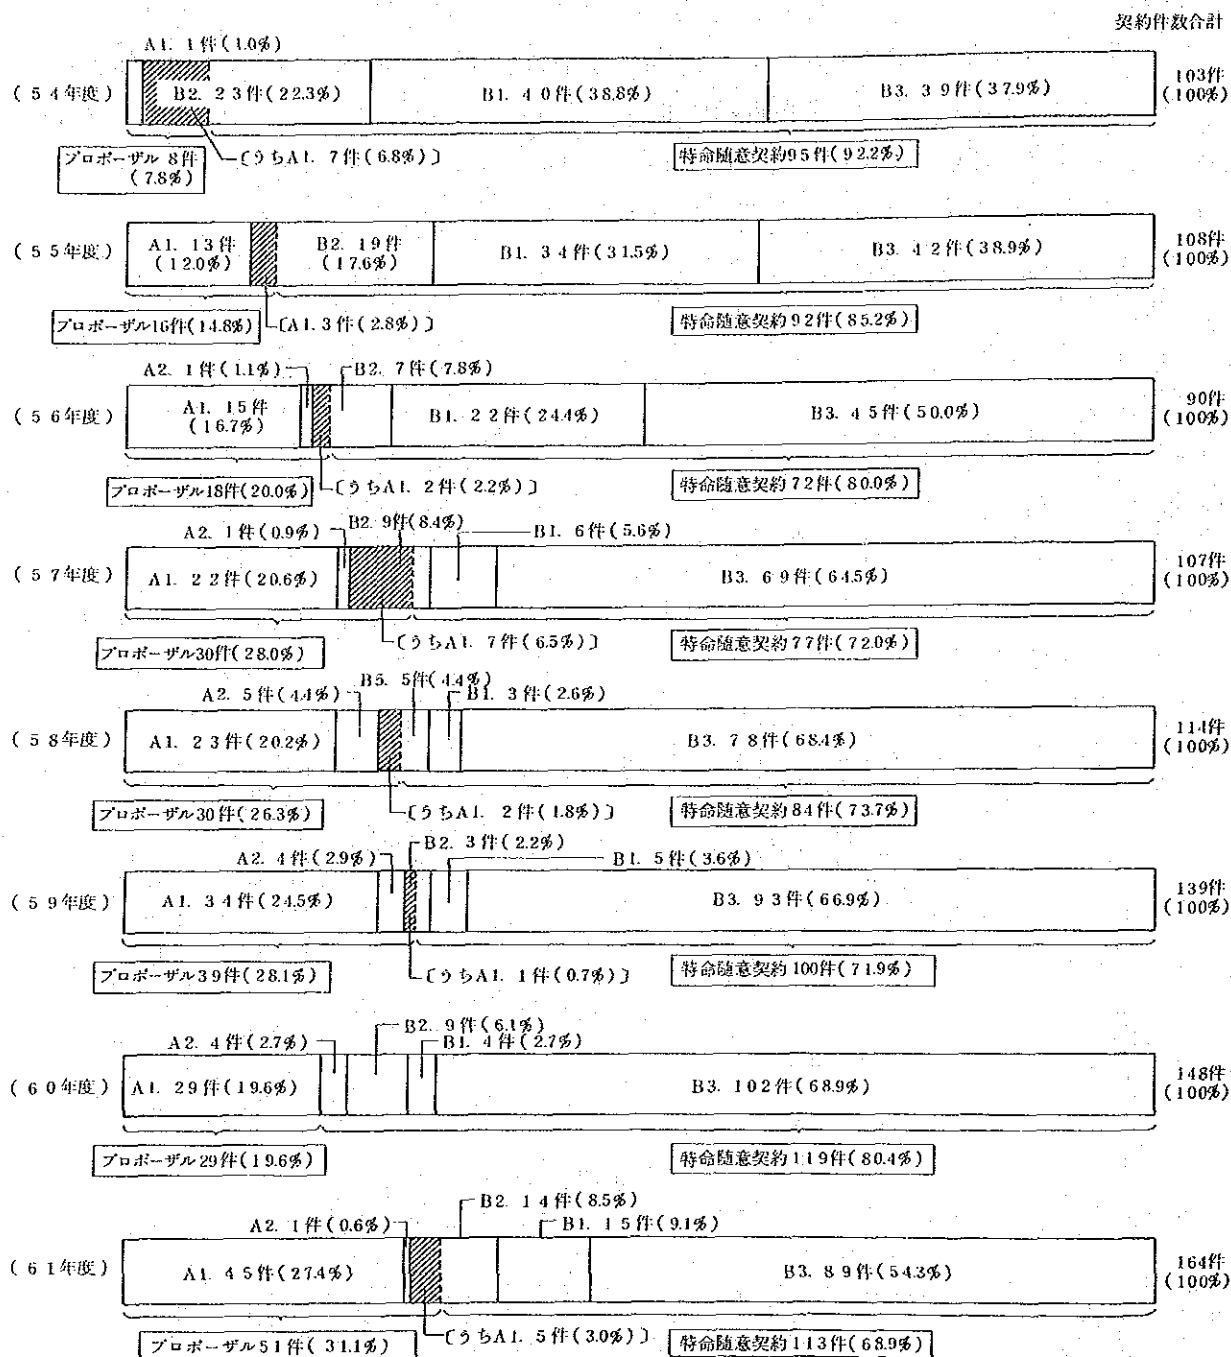 契約件数合計
A1. 1件(1.0%)
(54年度) B2. 23件(22.3%) B1. 40件(38.8%) B3. 39件(37.9%) 103件
(100%)
プロポーザル 8件
(7.8%)
〔うちA1. 7件(6.8%)〕 特命随意契約95件(92.2%)
(55年度) A1. 13件
(12.0%)
B2. 19件
(17.6%)
B1. 34件(31.5%) B3. 42件(38.9%) 108件
(100%)
プロポーザル16件(14.8%) 〔A1.3件(2.8%)〕 特命随意契約92件(85.2%)
A2. 1件(1.1%) B2. 7件(7.8%)
(56年度) A1. 15件
(16.7%)
B1. 22件(24.4%) B3. 45件(50.0%) 90件
(100%)
プロポーザル18件(20.0%) 〔うちA1. 2件(2.2%)〕 特命随意契約72件(80.0%)
A2. 1件(0.9%) B2. 9件(8.4%) B1. 6件(5.6%)
(57年度) A1. 22件(20.6%) B3. 69件(64.5%) 107件
(100%)
プロポーザル30件(28.0%) 〔うちA1. 7件(6.5%)〕 特命随意契約77件(72.0%)
A2. 5件(4.4%) B5. 5件(4.4%) B1. 3件(2.6%)
(58年度) A1. 23件(20.2%) B3. 78件(68.4%) 114件
(100%)
プロポーザル30件(26.3%) 〔うちA1. 2件(1.8%)〕 特命随意契約84件(73.7%)
A2. 4件(2.9%) B2. 3件(2.2%) B1. 5件(3.6%)
(59年度) A1. 34件(24.5%) B3. 93件(66.9%) 139件
(100%)
プロポーザル39件(28.1%) 〔うちA1. 1件(0.7%)〕 特命随意契約100件(71.9%)
A2. 4件(2.7%) B2. 9件(6.1%) B1. 4件(2.7%)
(60年度) A1. 29件(19.6%) B3. 102件(68.9%) 148件
(100%)
プロポーザル29件(19.6%) 特命随意契約119件(80.4%)
A2. 1件(0.6%) B2. 14件(8.5%) B1. 15件(9.1%)
(61年度) A1. 45件(27.4%) B3. 89件(54.3%) 164件
(100%)
プロポーザル51件(31.1%) 〔うちA1. 5件(3.0%)〕 特命随意契約113件(68.9%)